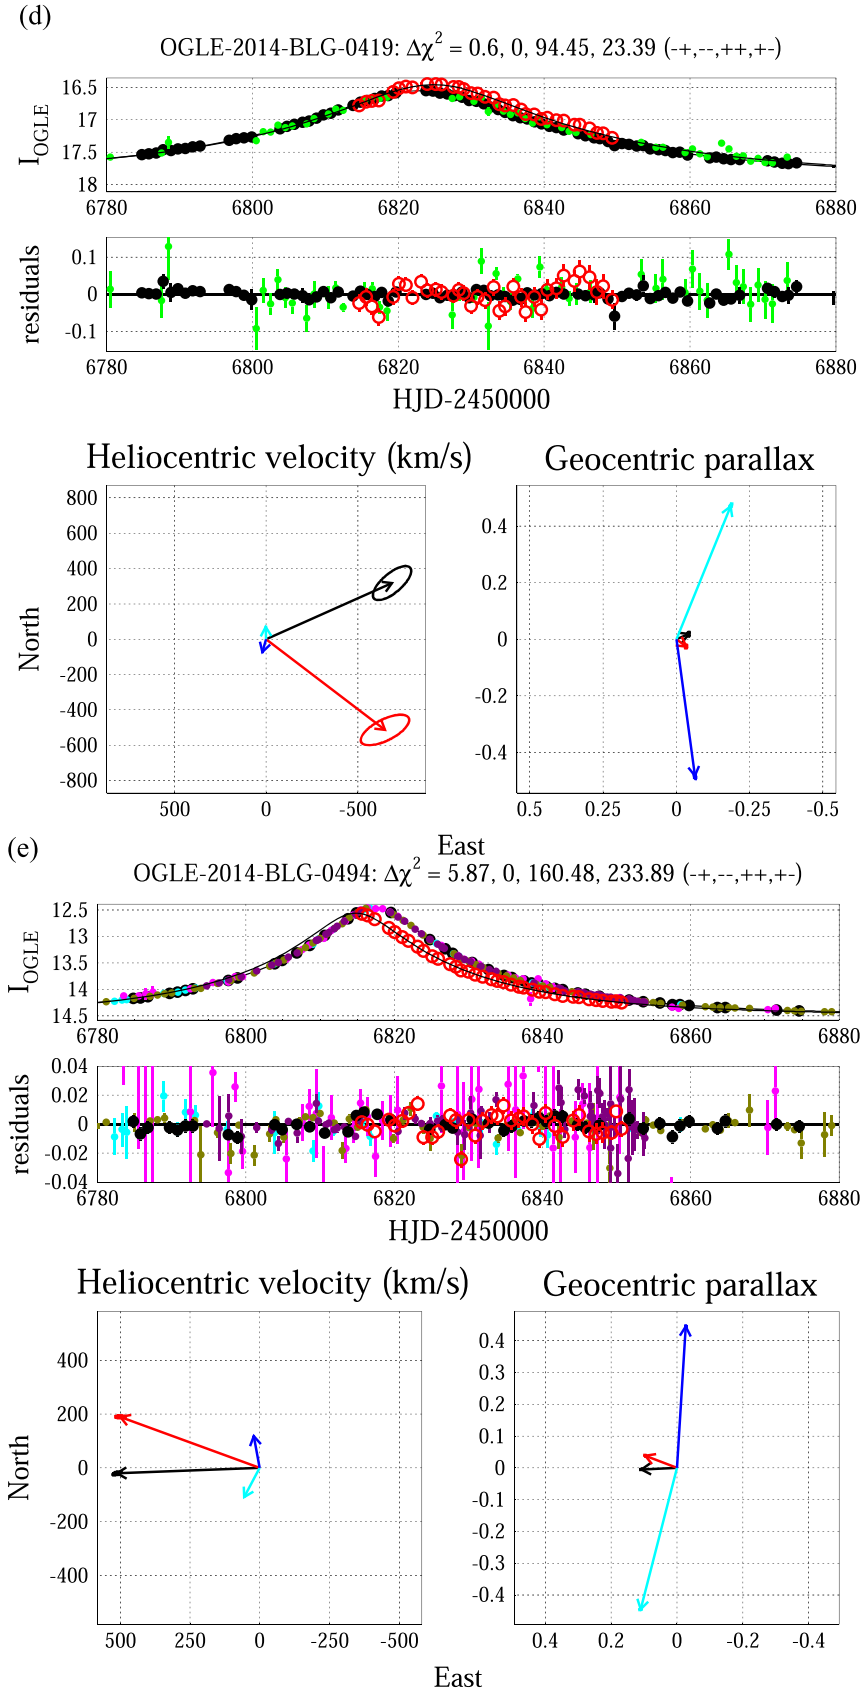 (d)
OGLE-2014-BLG-0419: Δχ² = 0.6, 0, 94.45, 23.39 (-+,--,++,+-)
I_OGLE
16.5
17
17.5
18
6780 6800 6820 6840 6860 6880
residuals
0.1
0
-0.1
6780 6800 6820 6840 6860 6880
HJD-2450000
Heliocentric velocity (km/s)
Geocentric parallax
North
800
600
400
200
0
-200
-400
-600
-800
500 0 -500
0.4
0.2
0
-0.2
-0.4
0.5 0.25 0 -0.25 -0.5
East
(e)
OGLE-2014-BLG-0494: Δχ² = 5.87, 0, 160.48, 233.89 (-+,--,++,+-)
I_OGLE
12.5
13
13.5
14
14.5
6780 6800 6820 6840 6860 6880
residuals
0.04
0.02
0
-0.02
-0.04
6780 6800 6820 6840 6860 6880
HJD-2450000
Heliocentric velocity (km/s)
Geocentric parallax
North
400
200
0
-200
-400
500 250 0 -250 -500
0.4
0.3
0.2
0.1
0
-0.1
-0.2
-0.3
-0.4
0.4 0.2 0 -0.2 -0.4
East